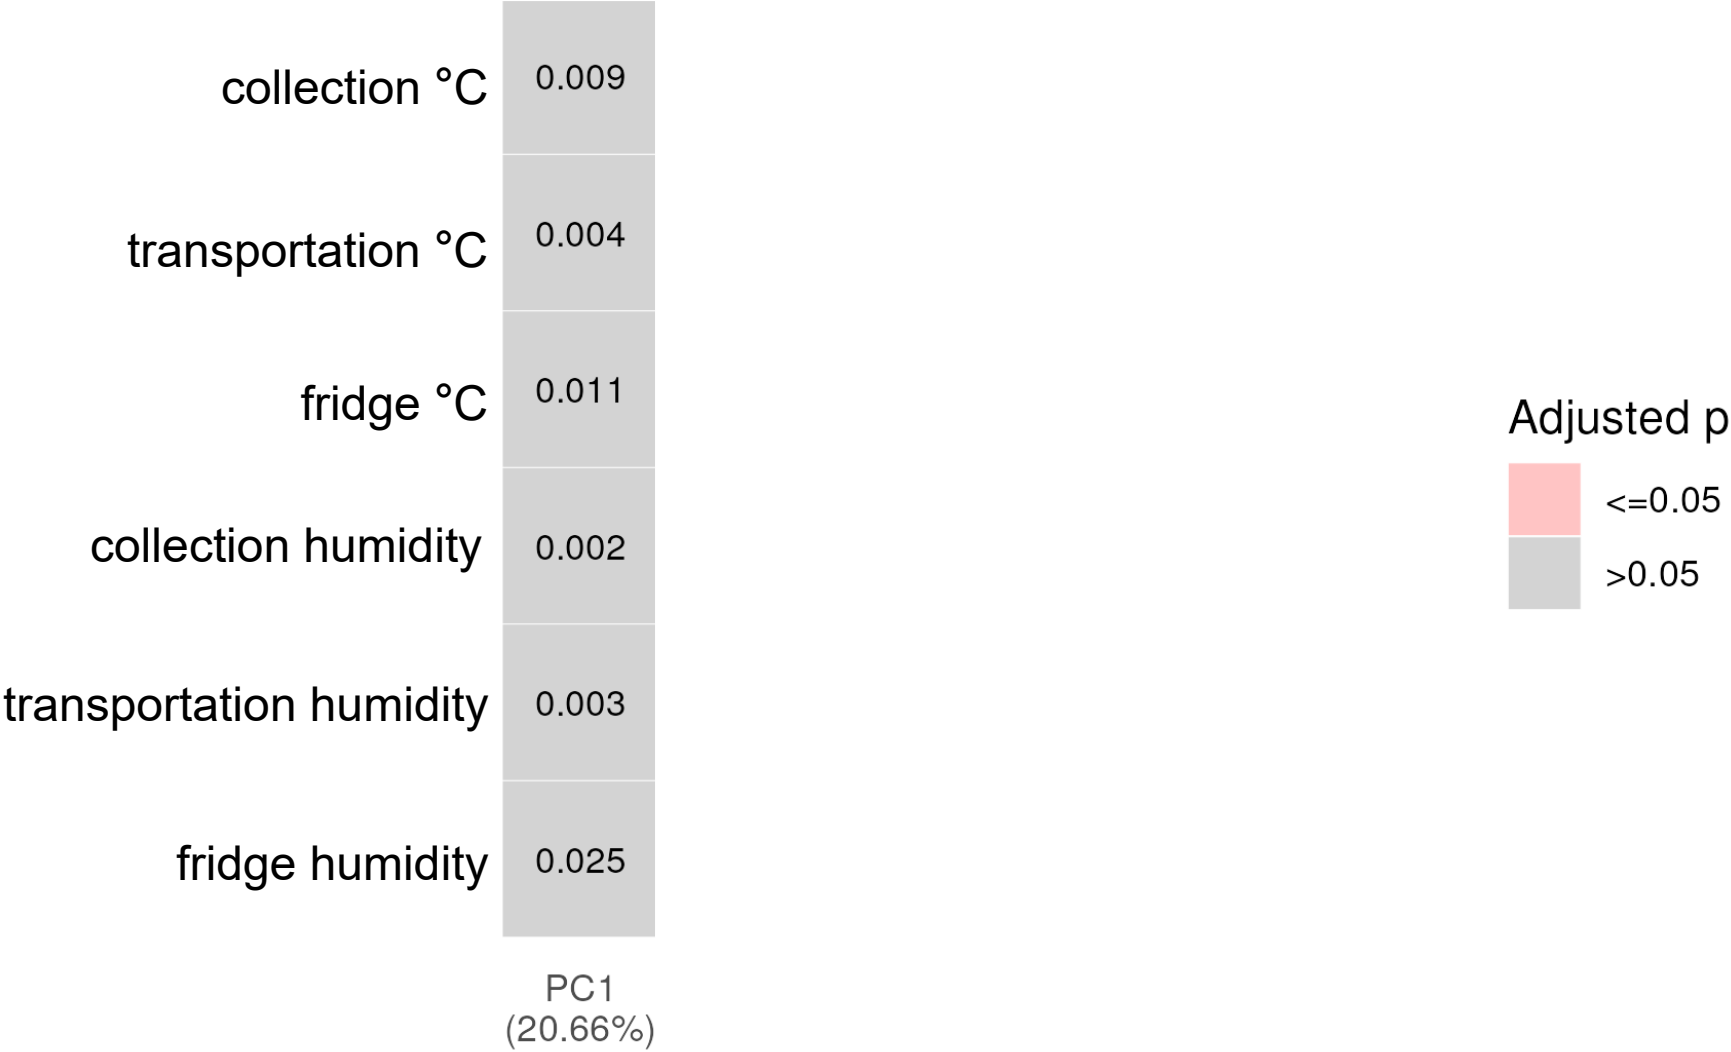 collection °C 0.009
transportation °C 0.004
fridge °C 0.011
collection humidity 0.002
transportation humidity 0.003
fridge humidity 0.025
PC1
(20.66%)
Adjusted p
<=0.05
>0.05